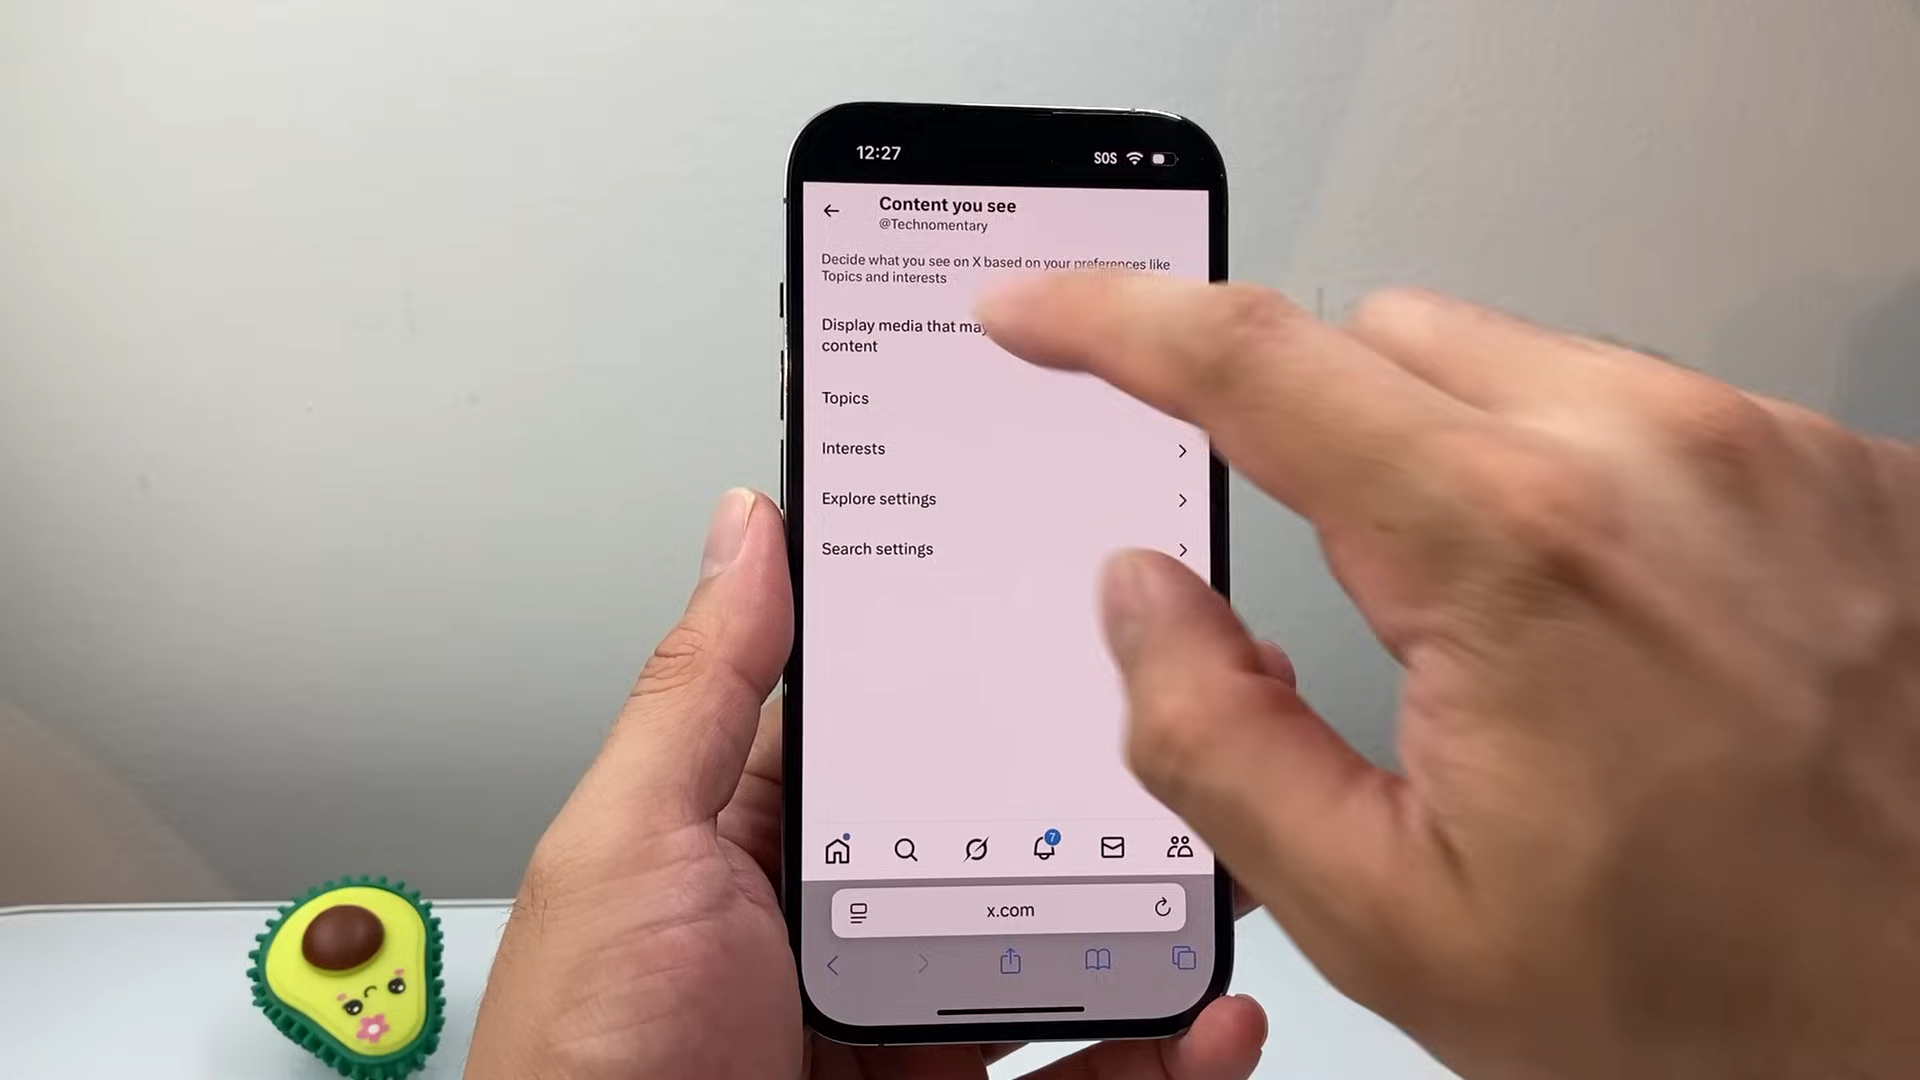 12:27
SOS
Content you see
@Technomentary
Decide what you see on X based on your preferences like
Topics and interests
Display media that may
content
Topics
Interests
Explore settings
Search settings
7
x.com